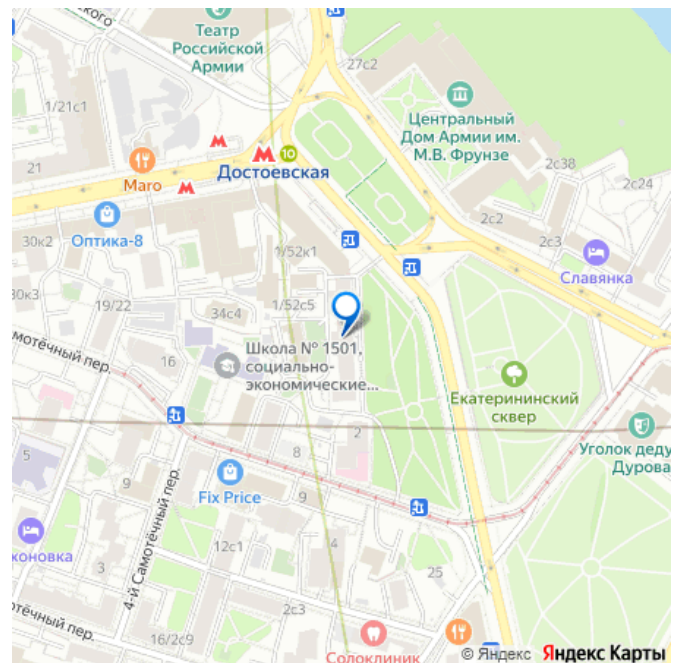 ского
Театр
Российской
Армии
27с2
1/21с1
Центральный
Дом Армии им.
М.В. Фрунзе
21
Maro
10
Достоевская
2с38
2с24
2с2
2с3
30к2
Оптика-8
1/52к1
Славянка
30к3
19/22
34с4
1/52с5
мотёчный пер.
16
Школа № 1501,
социально-
экономические...
Екатерининский
сквер
2
5
8
Уголок деду
Дурова
Fix Price
9
9
4-й Самотёчный пер.
коновка
3
12с1
4
25
2с3
отёчный пер.
16/2с9
Солоклиник
© Яндекс Яндекс Карты